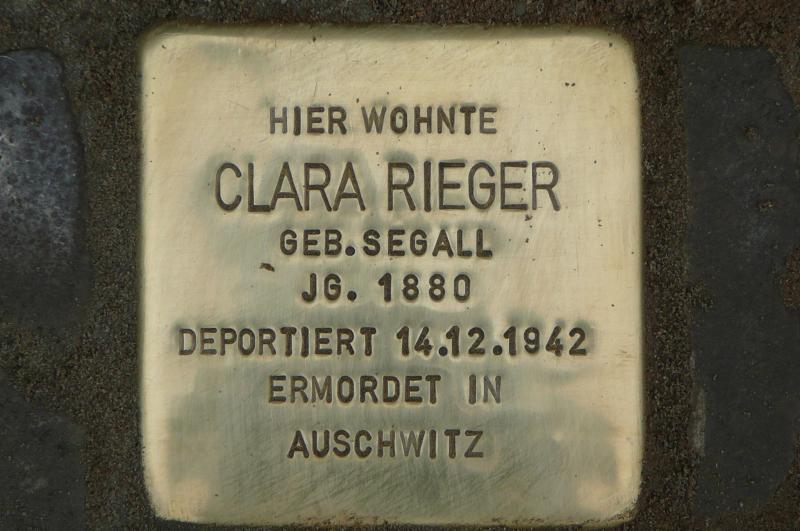 HIER WOHNTE
CLARA RIEGER
GEB. SEGALL
JG. 1880
DEPORTIERT 14.12.1942
ERMORDET IN
AUSCHWITZ